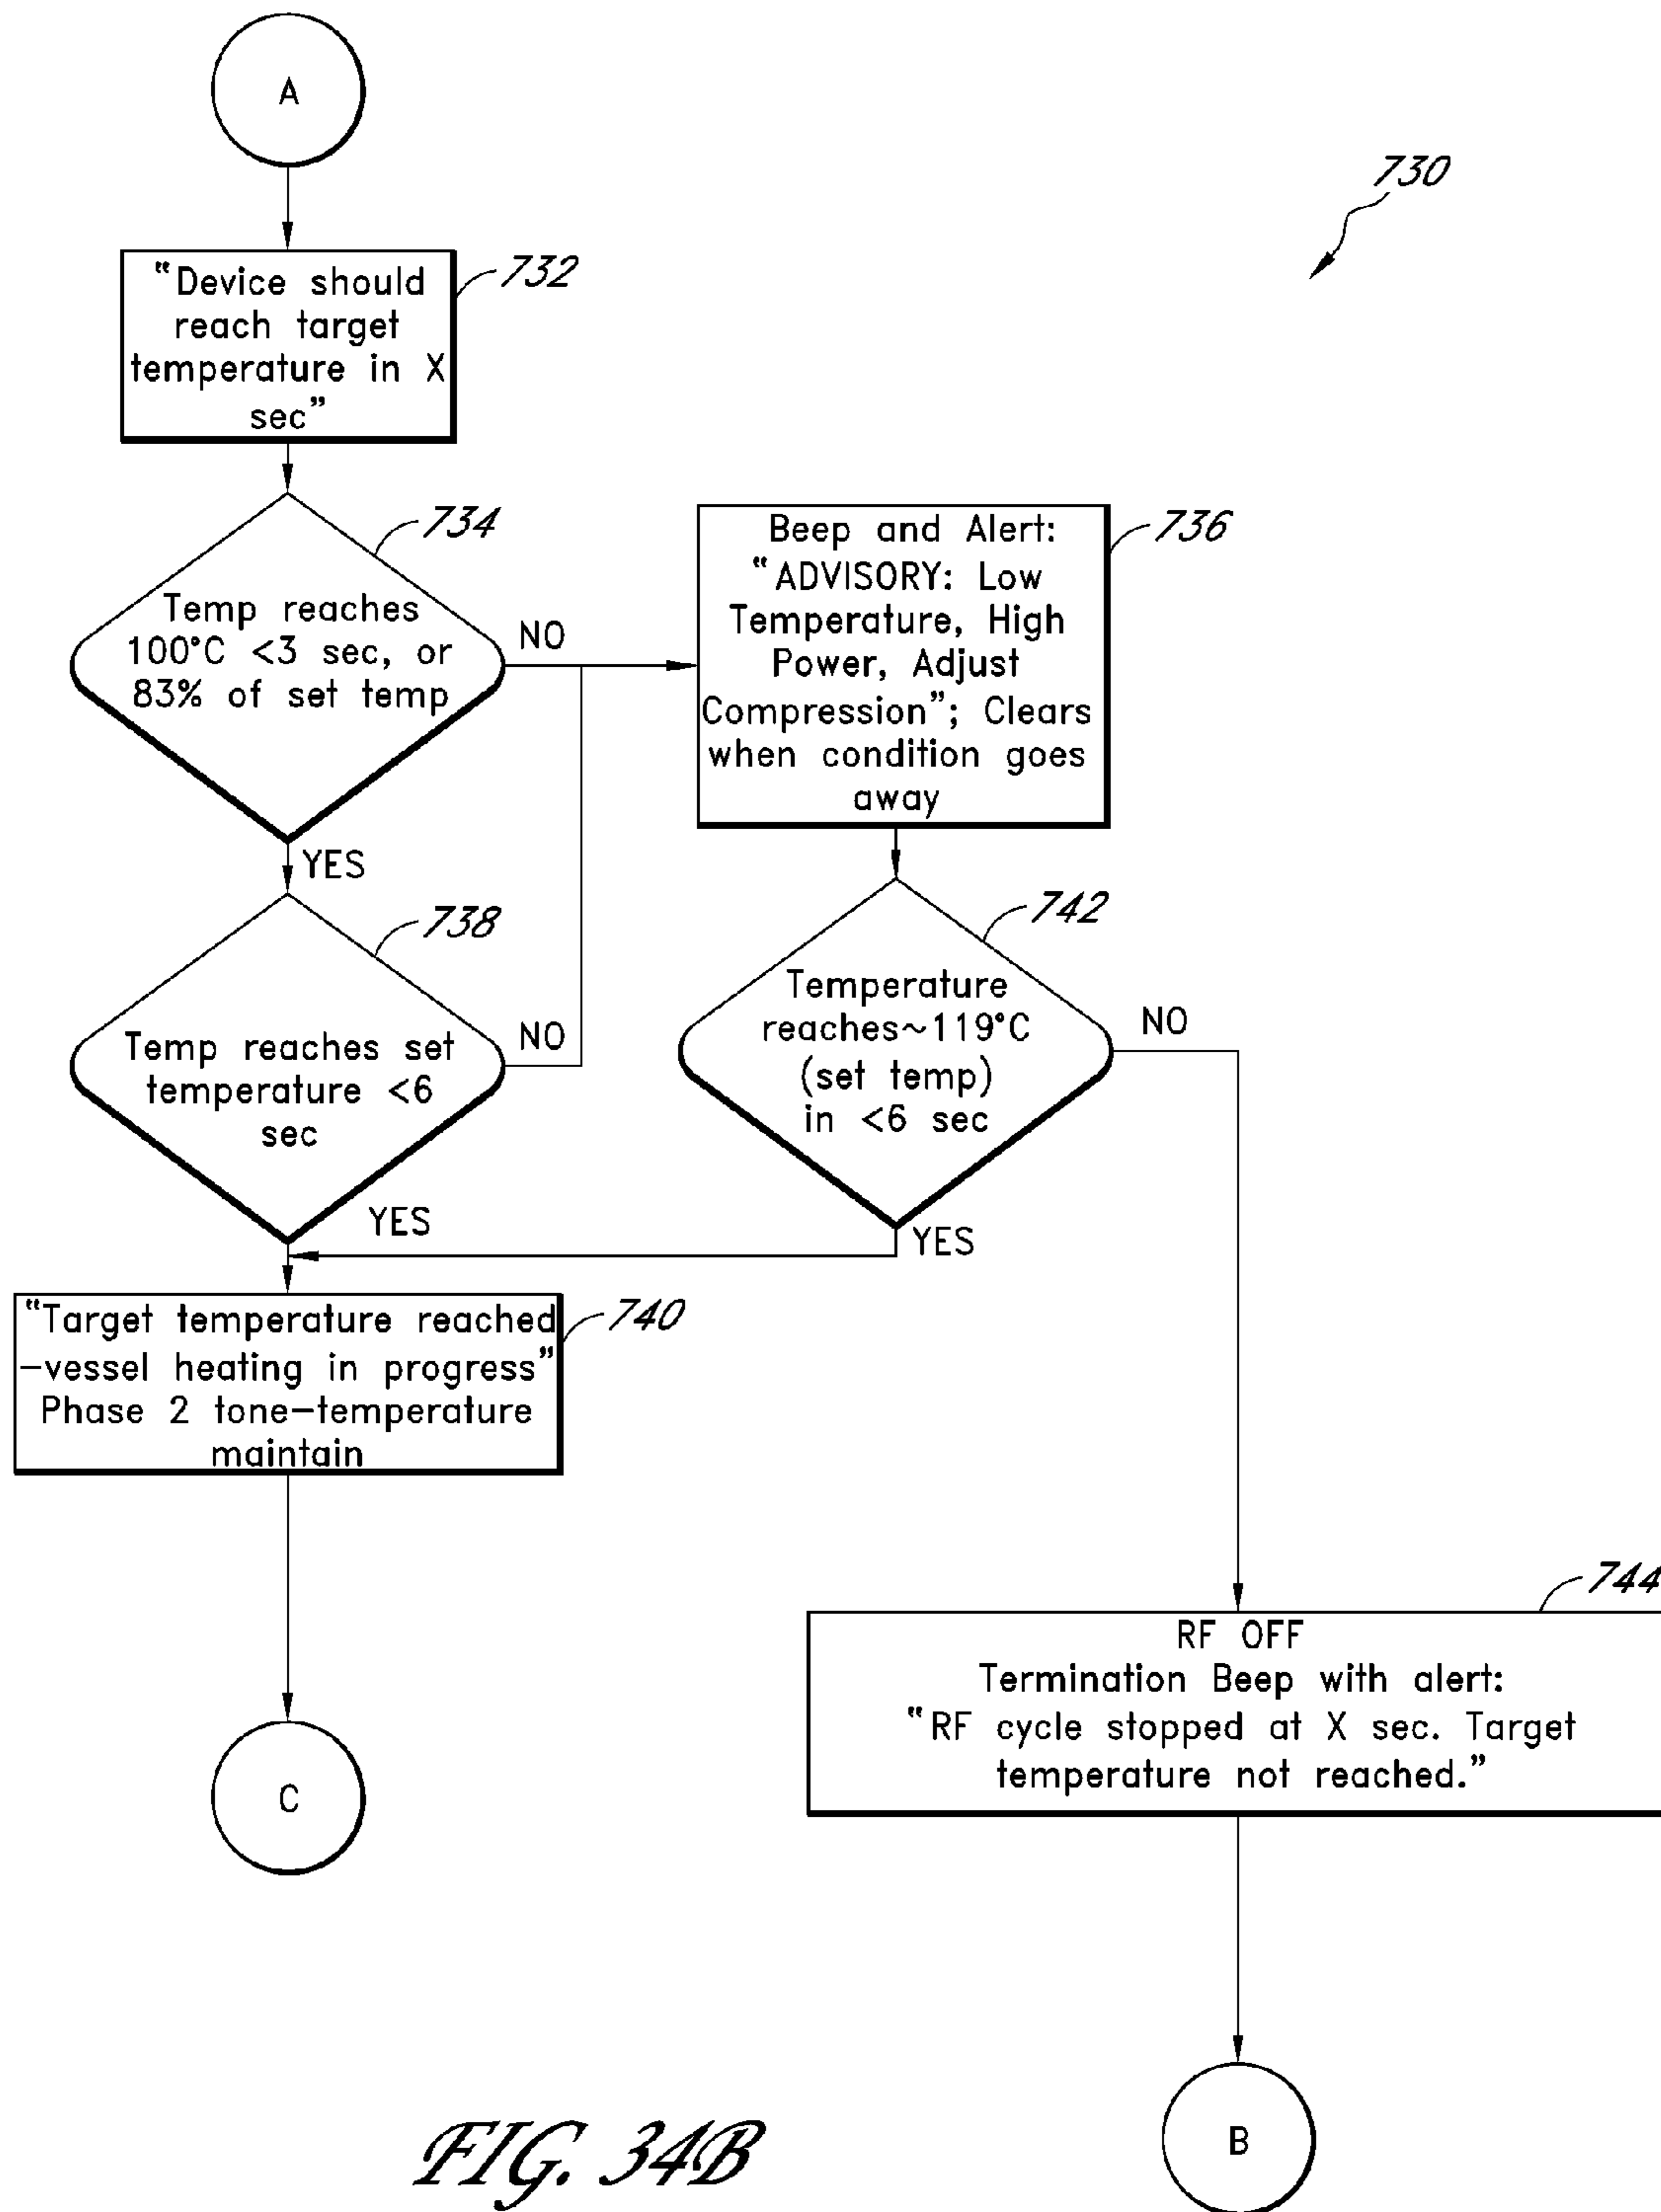 A
730
“Device should
reach target
temperature in X
sec”
732
Temp reaches
100°C <3 sec, or
83% of set temp
734
NO
YES
Beep and Alert:
“ADVISORY: Low
Temperature, High
Power, Adjust
Compression”; Clears
when condition goes
away
736
Temp reaches set
temperature <6
sec
738
NO
YES
Temperature
reaches~119°C
(set temp)
in <6 sec
742
NO
YES
“Target temperature reached
-vessel heating in progress”
Phase 2 tone-temperature
maintain
740
C
RF OFF
Termination Beep with alert:
“RF cycle stopped at X sec. Target
temperature not reached.”
744
B
FIG. 34B